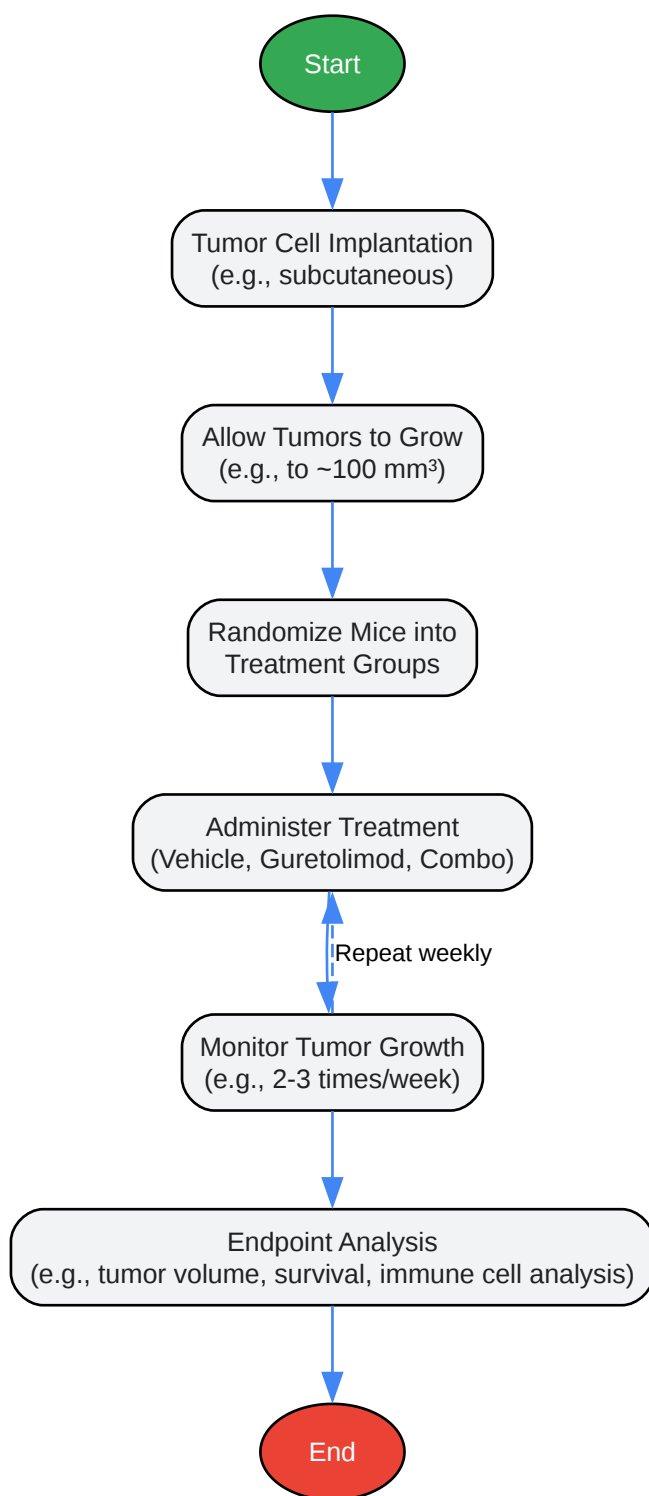 Start
Tumor Cell Implantation
(e.g., subcutaneous)
Allow Tumors to Grow
(e.g., to ~100 mm³)
Randomize Mice into
Treatment Groups
Administer Treatment
(Vehicle, Guretolimod, Combo)
Repeat weekly
Monitor Tumor Growth
(e.g., 2-3 times/week)
Endpoint Analysis
(e.g., tumor volume, survival, immune cell analysis)
End